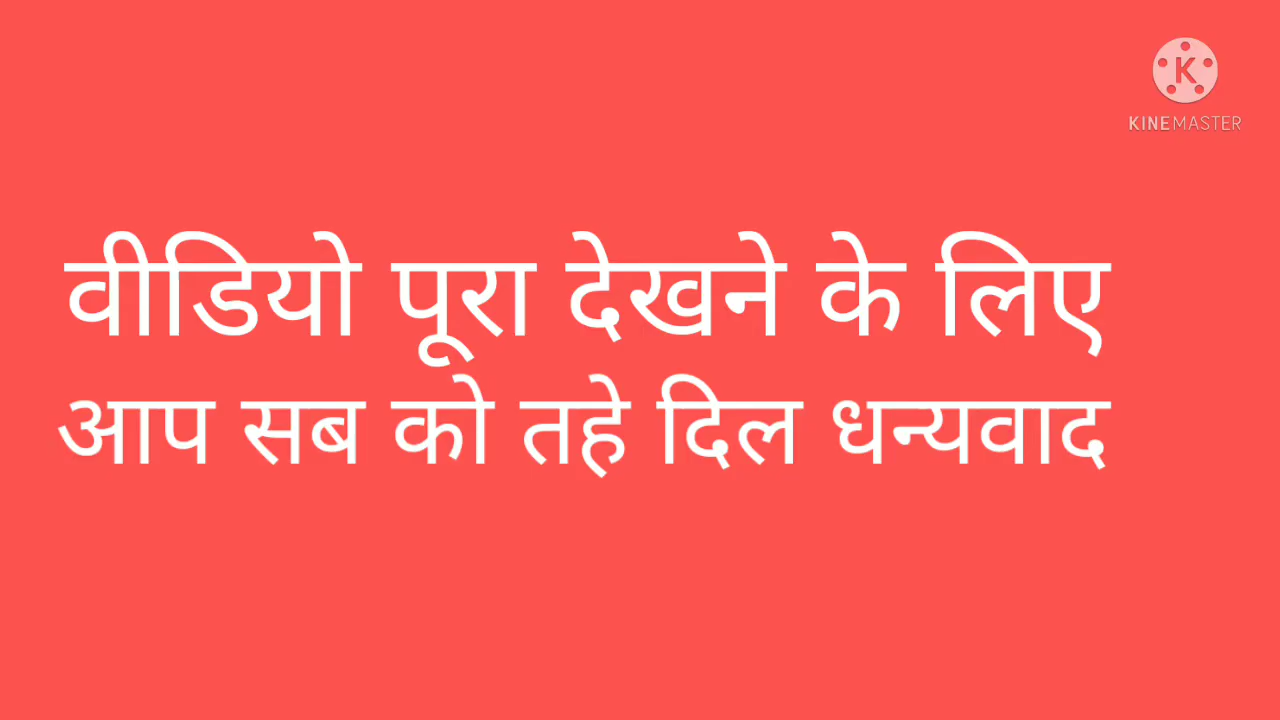 KINEMASTER
वीडियो पूरा देखने के लिए
आप सब को तहे दिल धन्यवाद